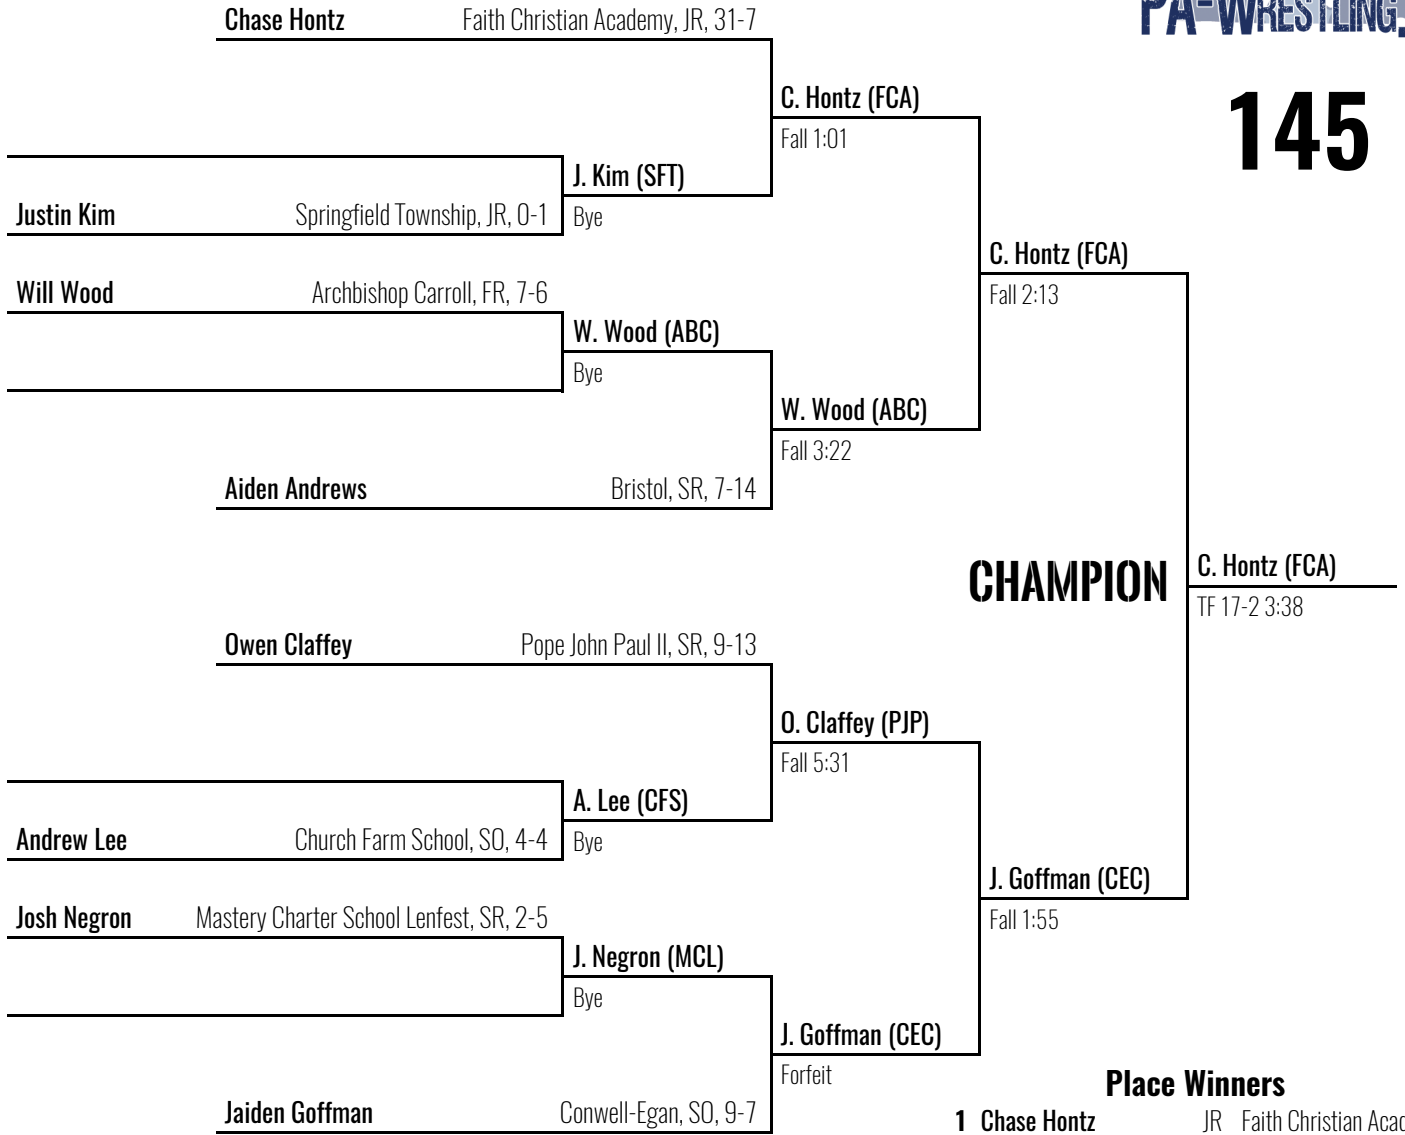 PA-WRESTLING.
145
Chase Hontz Faith Christian Academy, JR, 31-7
C. Hontz (FCA)
Fall 1:01
J. Kim (SFT)
Justin Kim Springfield Township, JR, 0-1
Bye
C. Hontz (FCA)
Will Wood Archbishop Carroll, FR, 7-6
Fall 2:13
W. Wood (ABC)
Bye
W. Wood (ABC)
Fall 3:22
Aiden Andrews Bristol, SR, 7-14
CHAMPION
C. Hontz (FCA)
TF 17-2 3:38
Owen Claffey Pope John Paul II, SR, 9-13
O. Claffey (PJP)
Fall 5:31
A. Lee (CFS)
Andrew Lee Church Farm School, SO, 4-4
Bye
J. Goffman (CEC)
Josh Negron Mastery Charter School Lenfest, SR, 2-5
Fall 1:55
J. Negron (MCL)
Bye
J. Goffman (CEC)
Forfeit
Jaiden Goffman Conwell-Egan, SO, 9-7
Place Winners
1 Chase Hontz JR Faith Christian